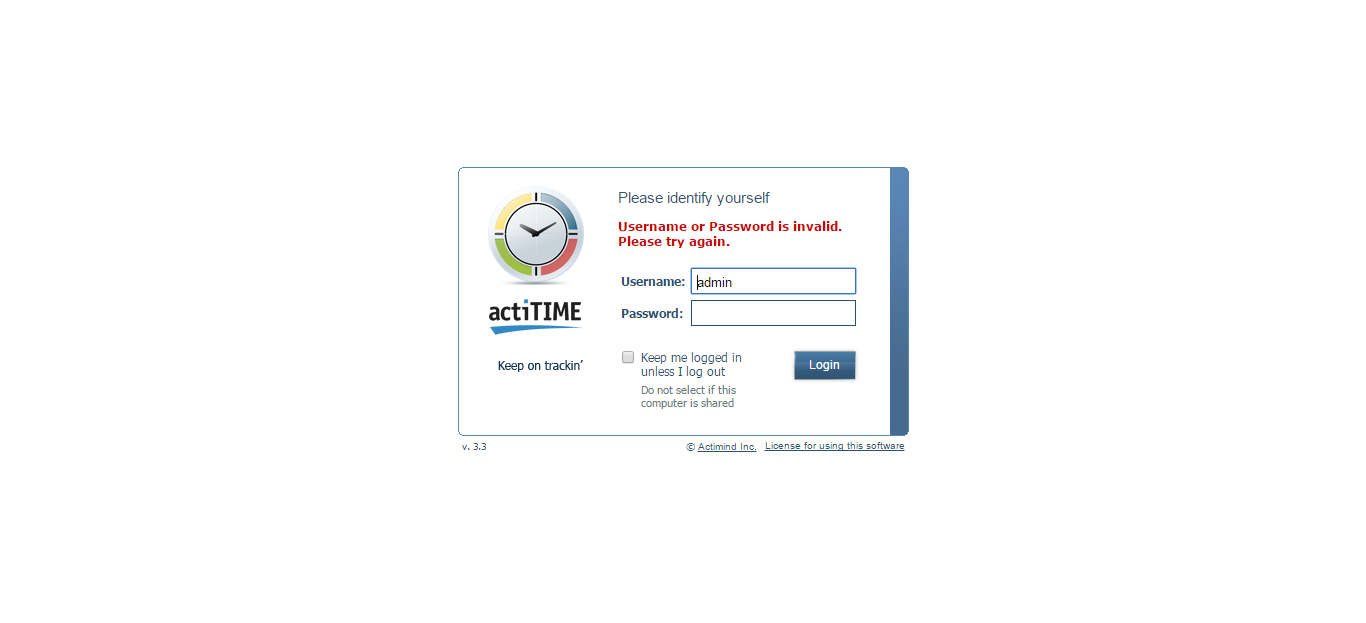 Please identify yourself
Username or Password is invalid.
Please try again.
Username: admin
Password:
actiTIME
Keep on trackin’
Keep me logged in
unless I log out
Login
Do not select if this
computer is shared
v. 3.3
© Actimind Inc. License for using this software